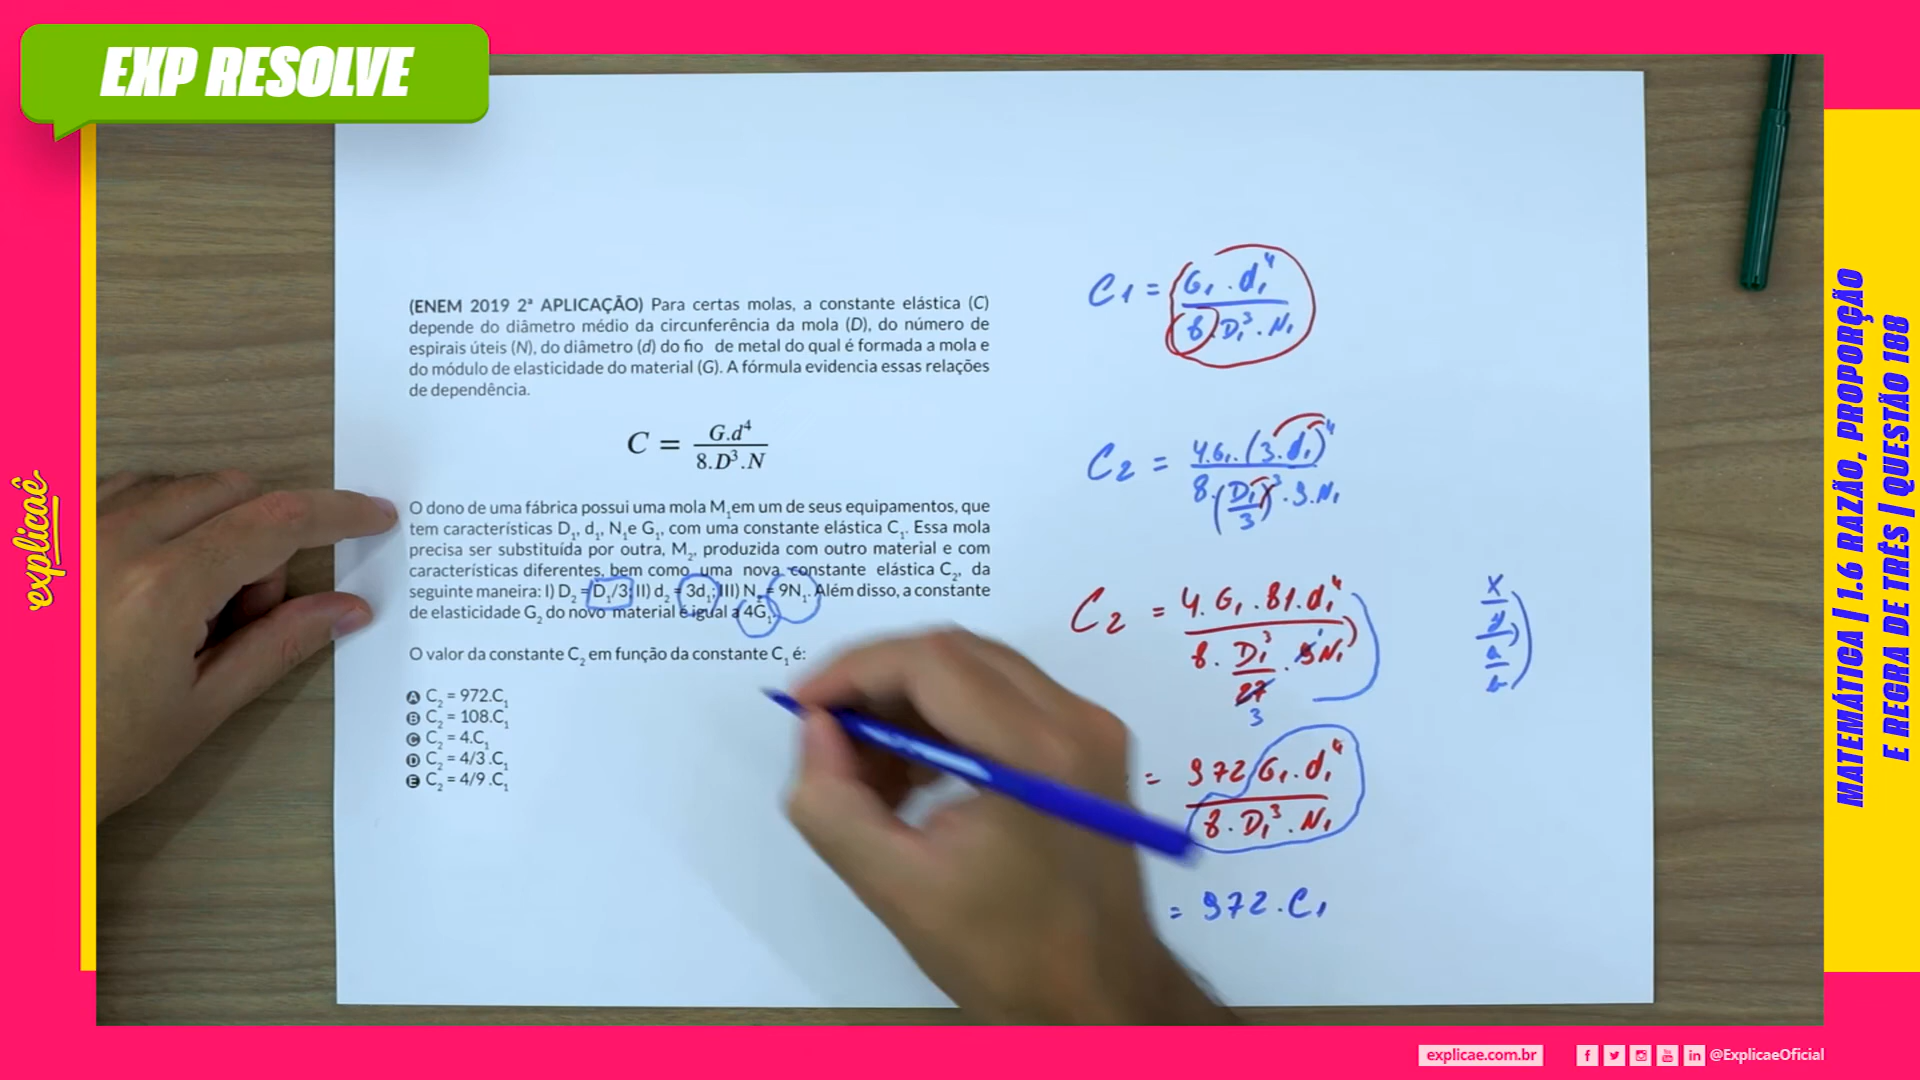 EXP RESOLVE
explicaê
(ENEM 2019 2ª APLICAÇÃO) Para certas molas, a constante elástica (C)
depende do diâmetro médio da circunferência da mola (D), do número de
espirais úteis (N), do diâmetro (d) do fio de metal do qual é formada a mola e
do módulo de elasticidade do material (G). A fórmula evidencia essas relações
de dependência.
C = G.d⁴ / 8.D³.N
O dono de uma fábrica possui uma mola M₁em um de seus equipamentos, que
tem características D₁, d₁, N₁e G₁, com uma constante elástica C₁. Essa mola
precisa ser substituída por outra, M₂, produzida com outro material e com
características diferentes, bem como uma nova constante elástica C₂, da
seguinte maneira: I) D₂ = D₁/3; II) d₂ = 3d₁; III) N₂ = 9N₁. Além disso, a constante
de elasticidade G₂ do novo material é igual a 4G₁.
O valor da constante C₂ em função da constante C₁ é:
A C₂ = 972.C₁
B C₂ = 108.C₁
C C₂ = 4.C₁
D C₂ = 4/3.C₁
E C₂ = 4/9.C₁
C₁ = G₁.d₁⁴ / 8.D₁³.N₁
C₂ = 4.G₁.(3.d₁)⁴ / 8.(D₁/3)³.9.N₁
C₂ = 4.G₁.81.d₁⁴ / 8.D₁³/27.9N₁
1
3
x/y
a/b
= 972 G₁.d₁⁴ / 8.D₁³.N₁
= 972.C₁
MATEMÁTICA | 1.6 RAZÃO, PROPORÇÃO
E REGRA DE TRÊS | QUESTÃO 188
explicae.com.br
@ExplicaeOficial